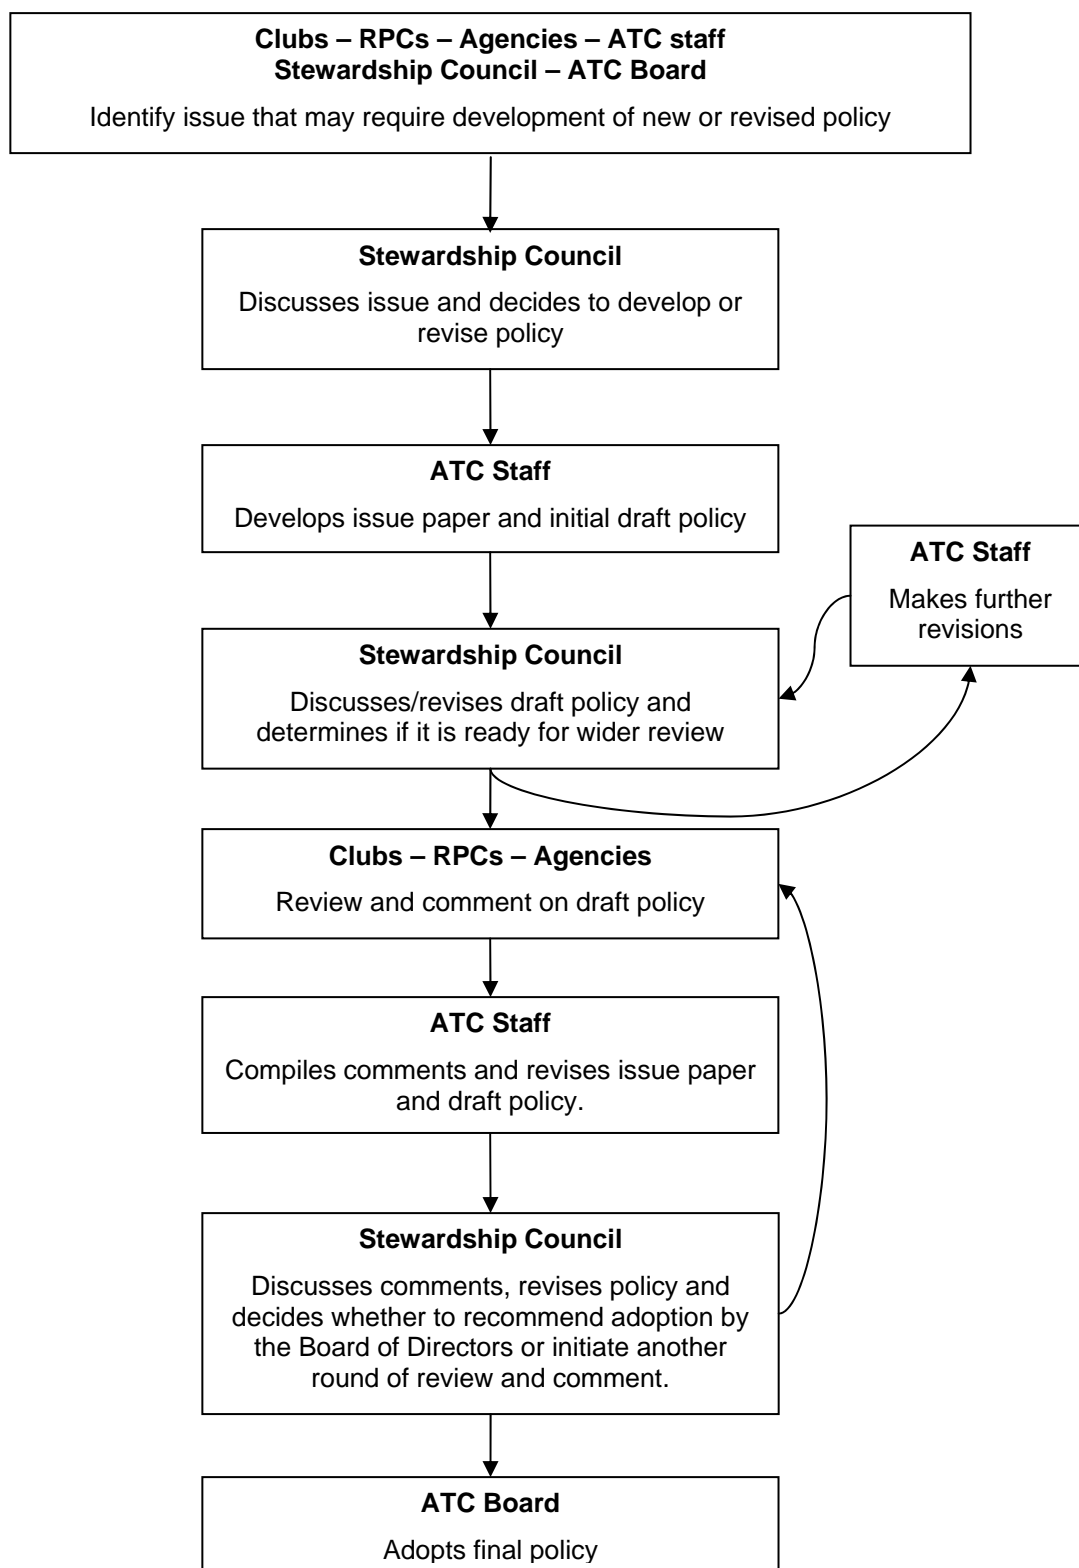 Clubs – RPCs – Agencies – ATC staff
Stewardship Council – ATC Board
Identify issue that may require development of new or revised policy
Stewardship Council
Discusses issue and decides to develop or
revise policy
ATC Staff
Develops issue paper and initial draft policy
ATC Staff
Makes further
revisions
Stewardship Council
Discusses/revises draft policy and
determines if it is ready for wider review
Clubs – RPCs – Agencies
Review and comment on draft policy
ATC Staff
Compiles comments and revises issue paper
and draft policy.
Stewardship Council
Discusses comments, revises policy and
decides whether to recommend adoption by
the Board of Directors or initiate another
round of review and comment.
ATC Board
Adopts final policy